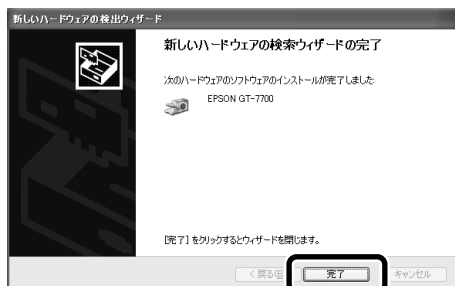 新しいハードウェアの検出ウィザード
新しいハードウェアの検索ウィザードの完了
次のハードウェアのソフトウェアのインストールが完了しました:
EPSON GT-7700
[完了] をクリックするとウィザードを閉じます。
< 戻る(B) 完了 キャンセル